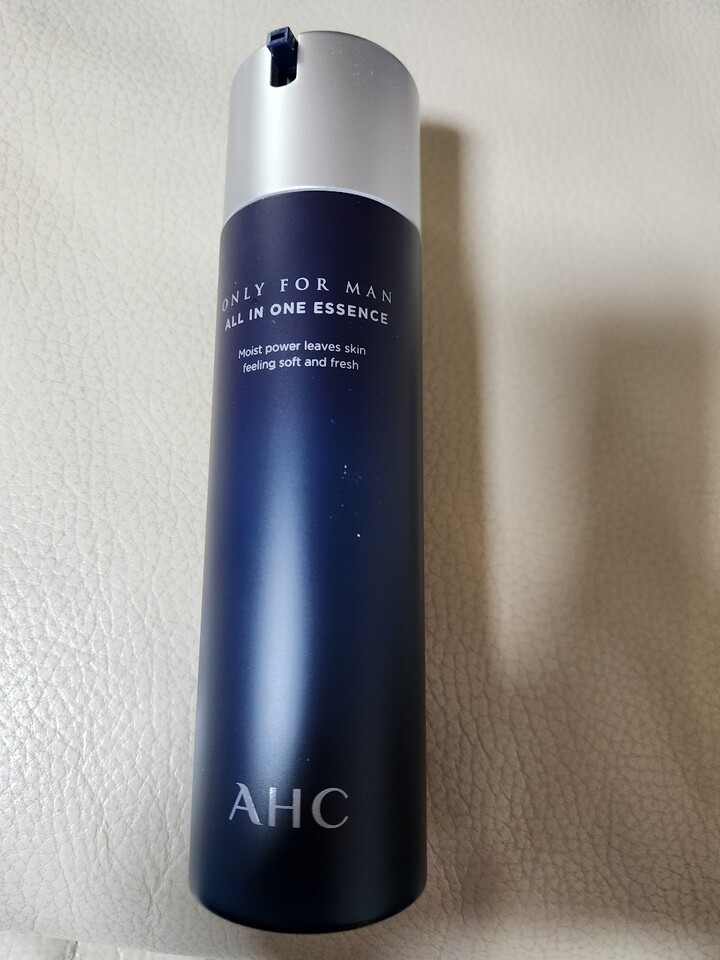 ONLY FOR MAN
ALL IN ONE ESSENCE
Moist power leaves skin
feeling soft and fresh
AHC